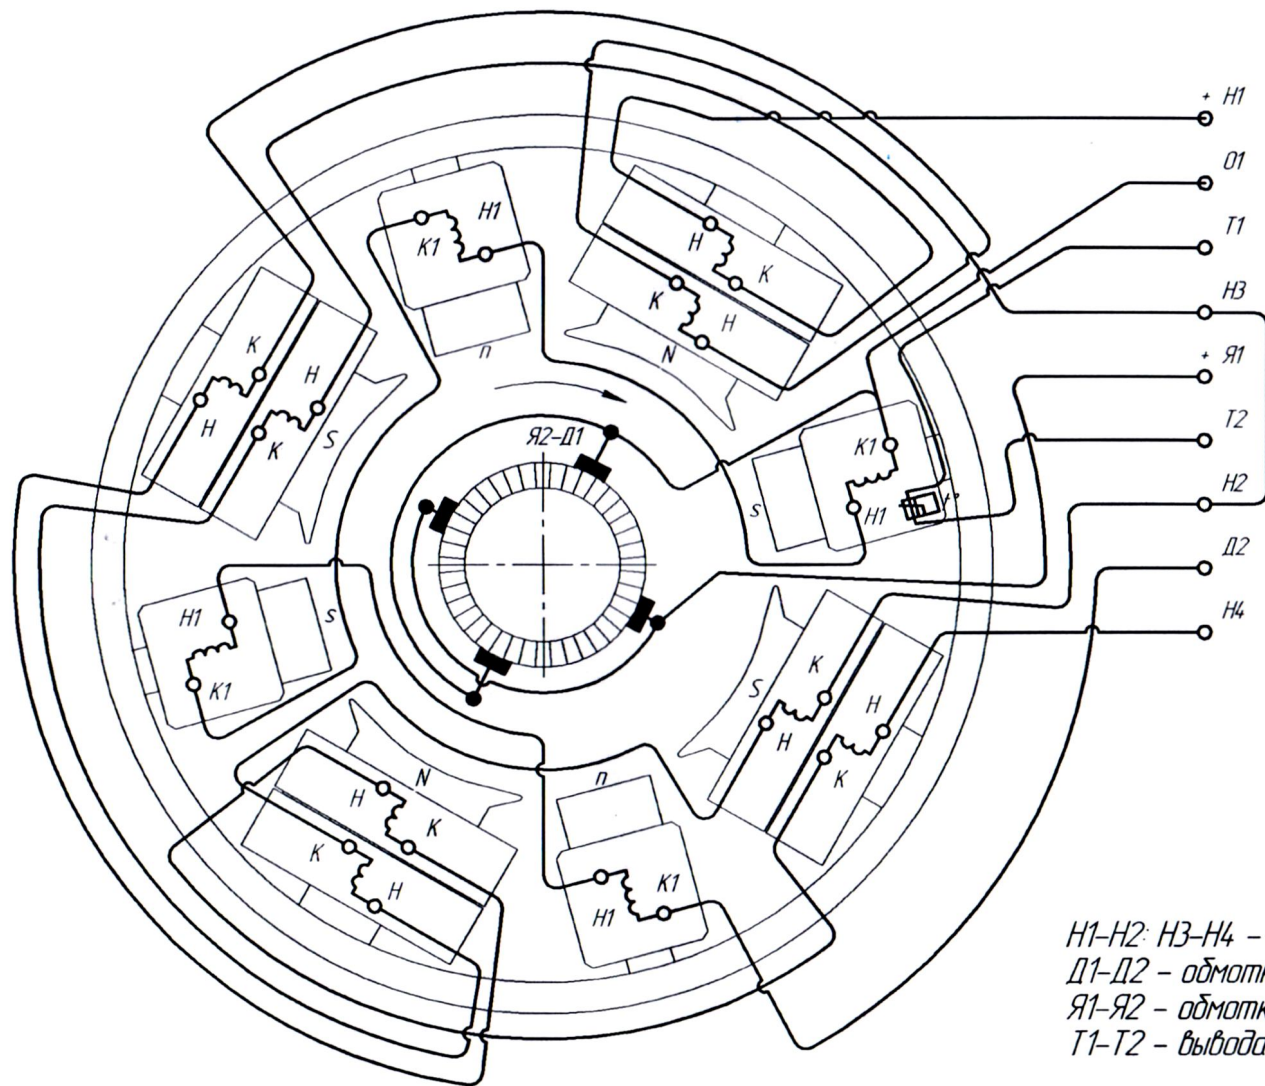 + Н1
О1
Т1
Н3
+ Я1
Т2
Н2
Д2
Н4
Н1
К1
п
Н
К
К
Н
N
К
Н
Н
К
S
Я2-Д1
К1
Н1
s
t°
Н1
К1
s
S
К
Н
Н
К
N
Н
К
К
Н
п
К1
Н1
Н1-Н2: Н3-Н4 -
Д1-Д2 - обмотк
Я1-Я2 - обмотк
Т1-Т2 - вывода